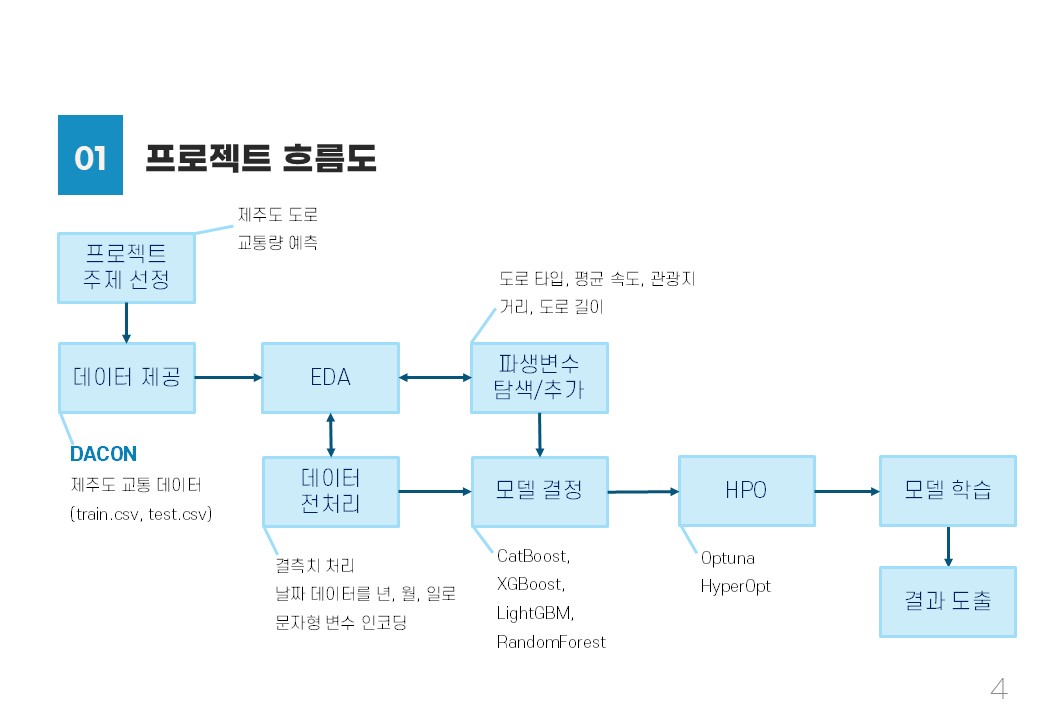 01
프로젝트 흐름도
제주도 도로
교통량 예측
프로젝트
주제 선정
도로 타입, 평균 속도, 관광지
거리, 도로 길이
데이터 제공
EDA
파생변수
탐색/추가
DACON
제주도 교통 데이터
(train.csv, test.csv)
데이터
전처리
모델 결정
HPO
모델 학습
결측치 처리
날짜 데이터를 년, 월, 일로
문자형 변수 인코딩
CatBoost,
XGBoost,
LightGBM,
RandomForest
Optuna
HyperOpt
결과 도출
4